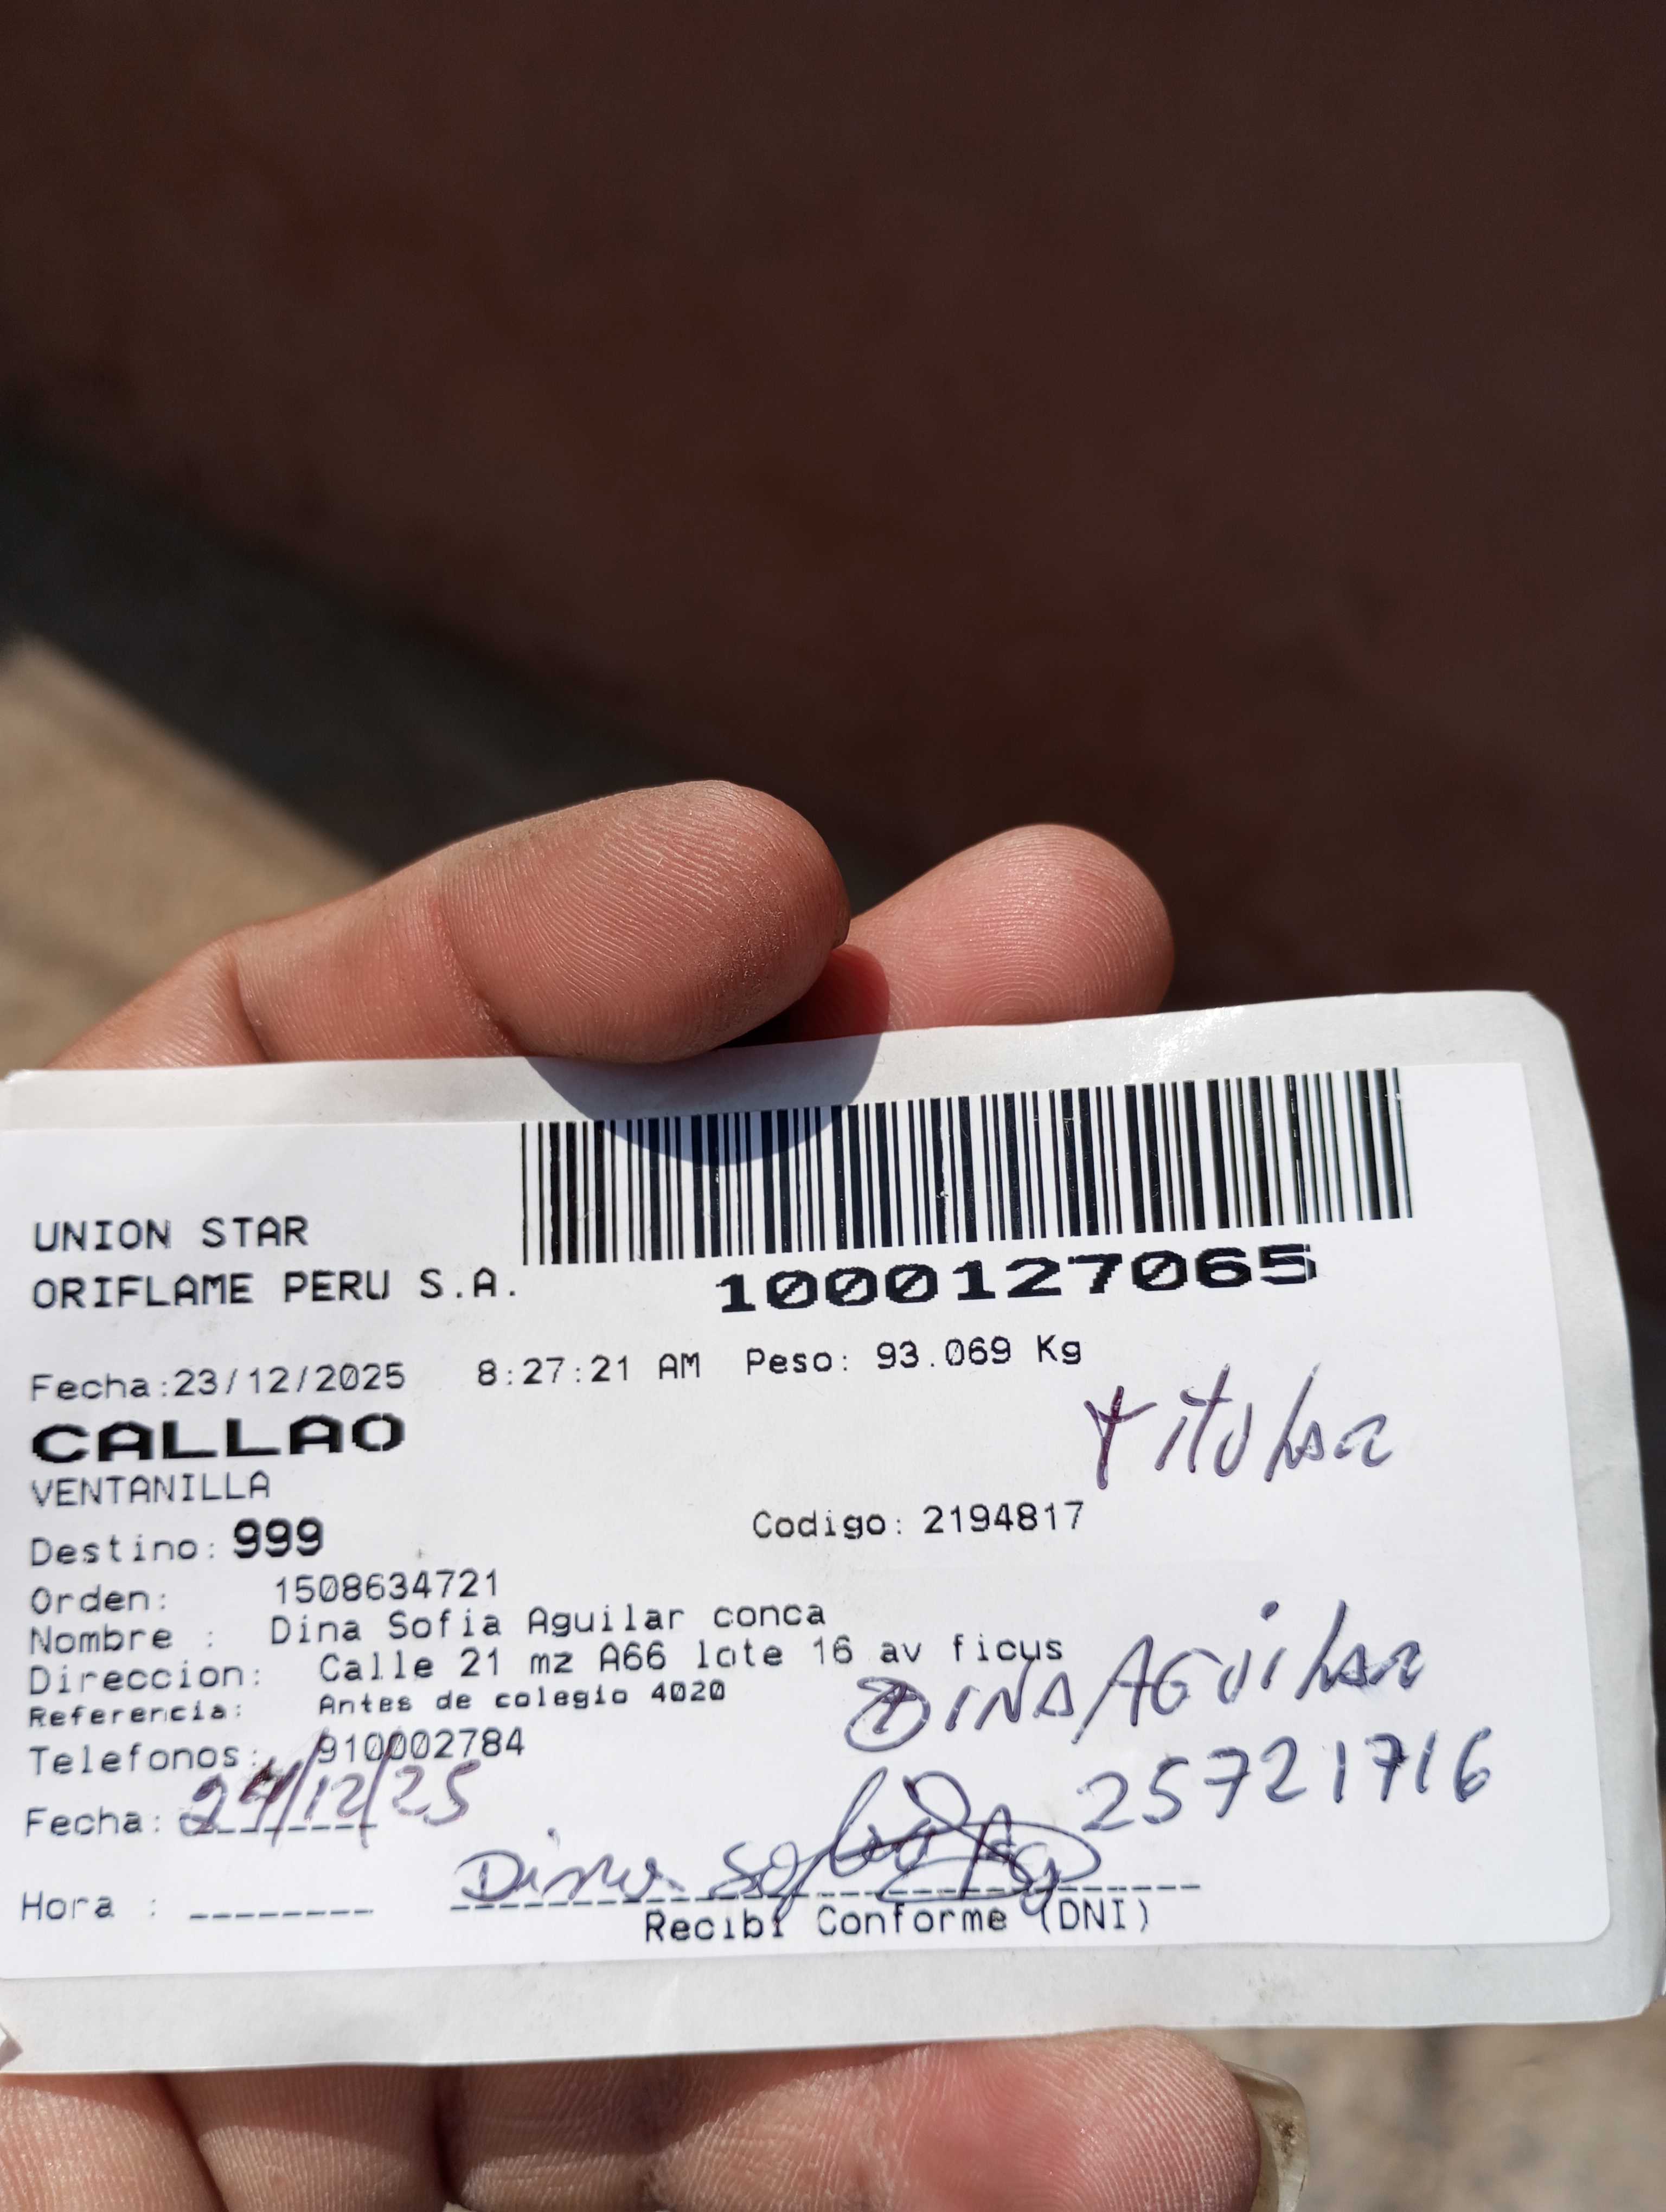 UNION STAR
ORIFLAME PERU S.A.
1000127065
Fecha:23/12/2025 8:27:21 AM Peso: 93.069 Kg
CALLAO
titular
VENTANILLA
Destino: 999 Codigo: 2194817
Orden: 1508634721
Nombre : Dina Sofia Aguilar conca
Direccion: Calle 21 mz A66 lote 16 av ficus
Referencia: Antes de colegio 4020
DINA AGUilar
Telefonos: 910002784
25721716
Fecha: 24/12/25
Hora : Dina Sofia Ag
Recibi Conforme (DNI)